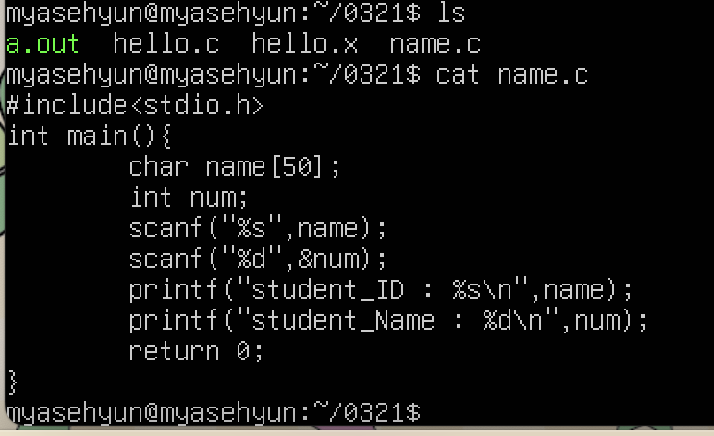 myasehyun@myasehyun:~/0321$ ls
a.out  hello.c  hello.x  name.c
myasehyun@myasehyun:~/0321$ cat name.c
#include<stdio.h>
int main(){
        char name[50];
        int num;
        scanf("%s",name);
        scanf("%d",&num);
        printf("student_ID : %s\n",name);
        printf("student_Name : %d\n",num);
        return 0;
}
myasehyun@myasehyun:~/0321$